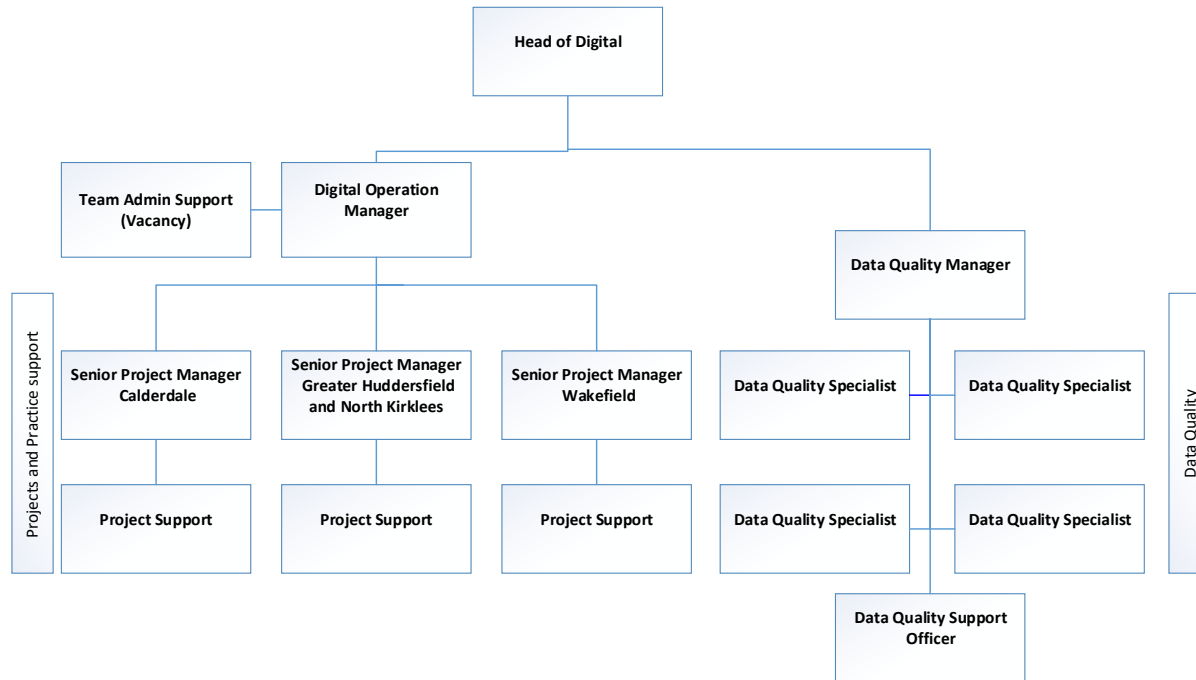 Head of Digital
Team Admin Support
(Vacancy)
Digital Operation
Manager
Data Quality Manager
Projects and Practice support
Senior Project Manager
Calderdale
Senior Project Manager
Greater Huddersfield
and North Kirklees
Senior Project Manager
Wakefield
Data Quality Specialist
Data Quality Specialist
Data Quality
Project Support
Project Support
Project Support
Data Quality Specialist
Data Quality Specialist
Data Quality Support
Officer